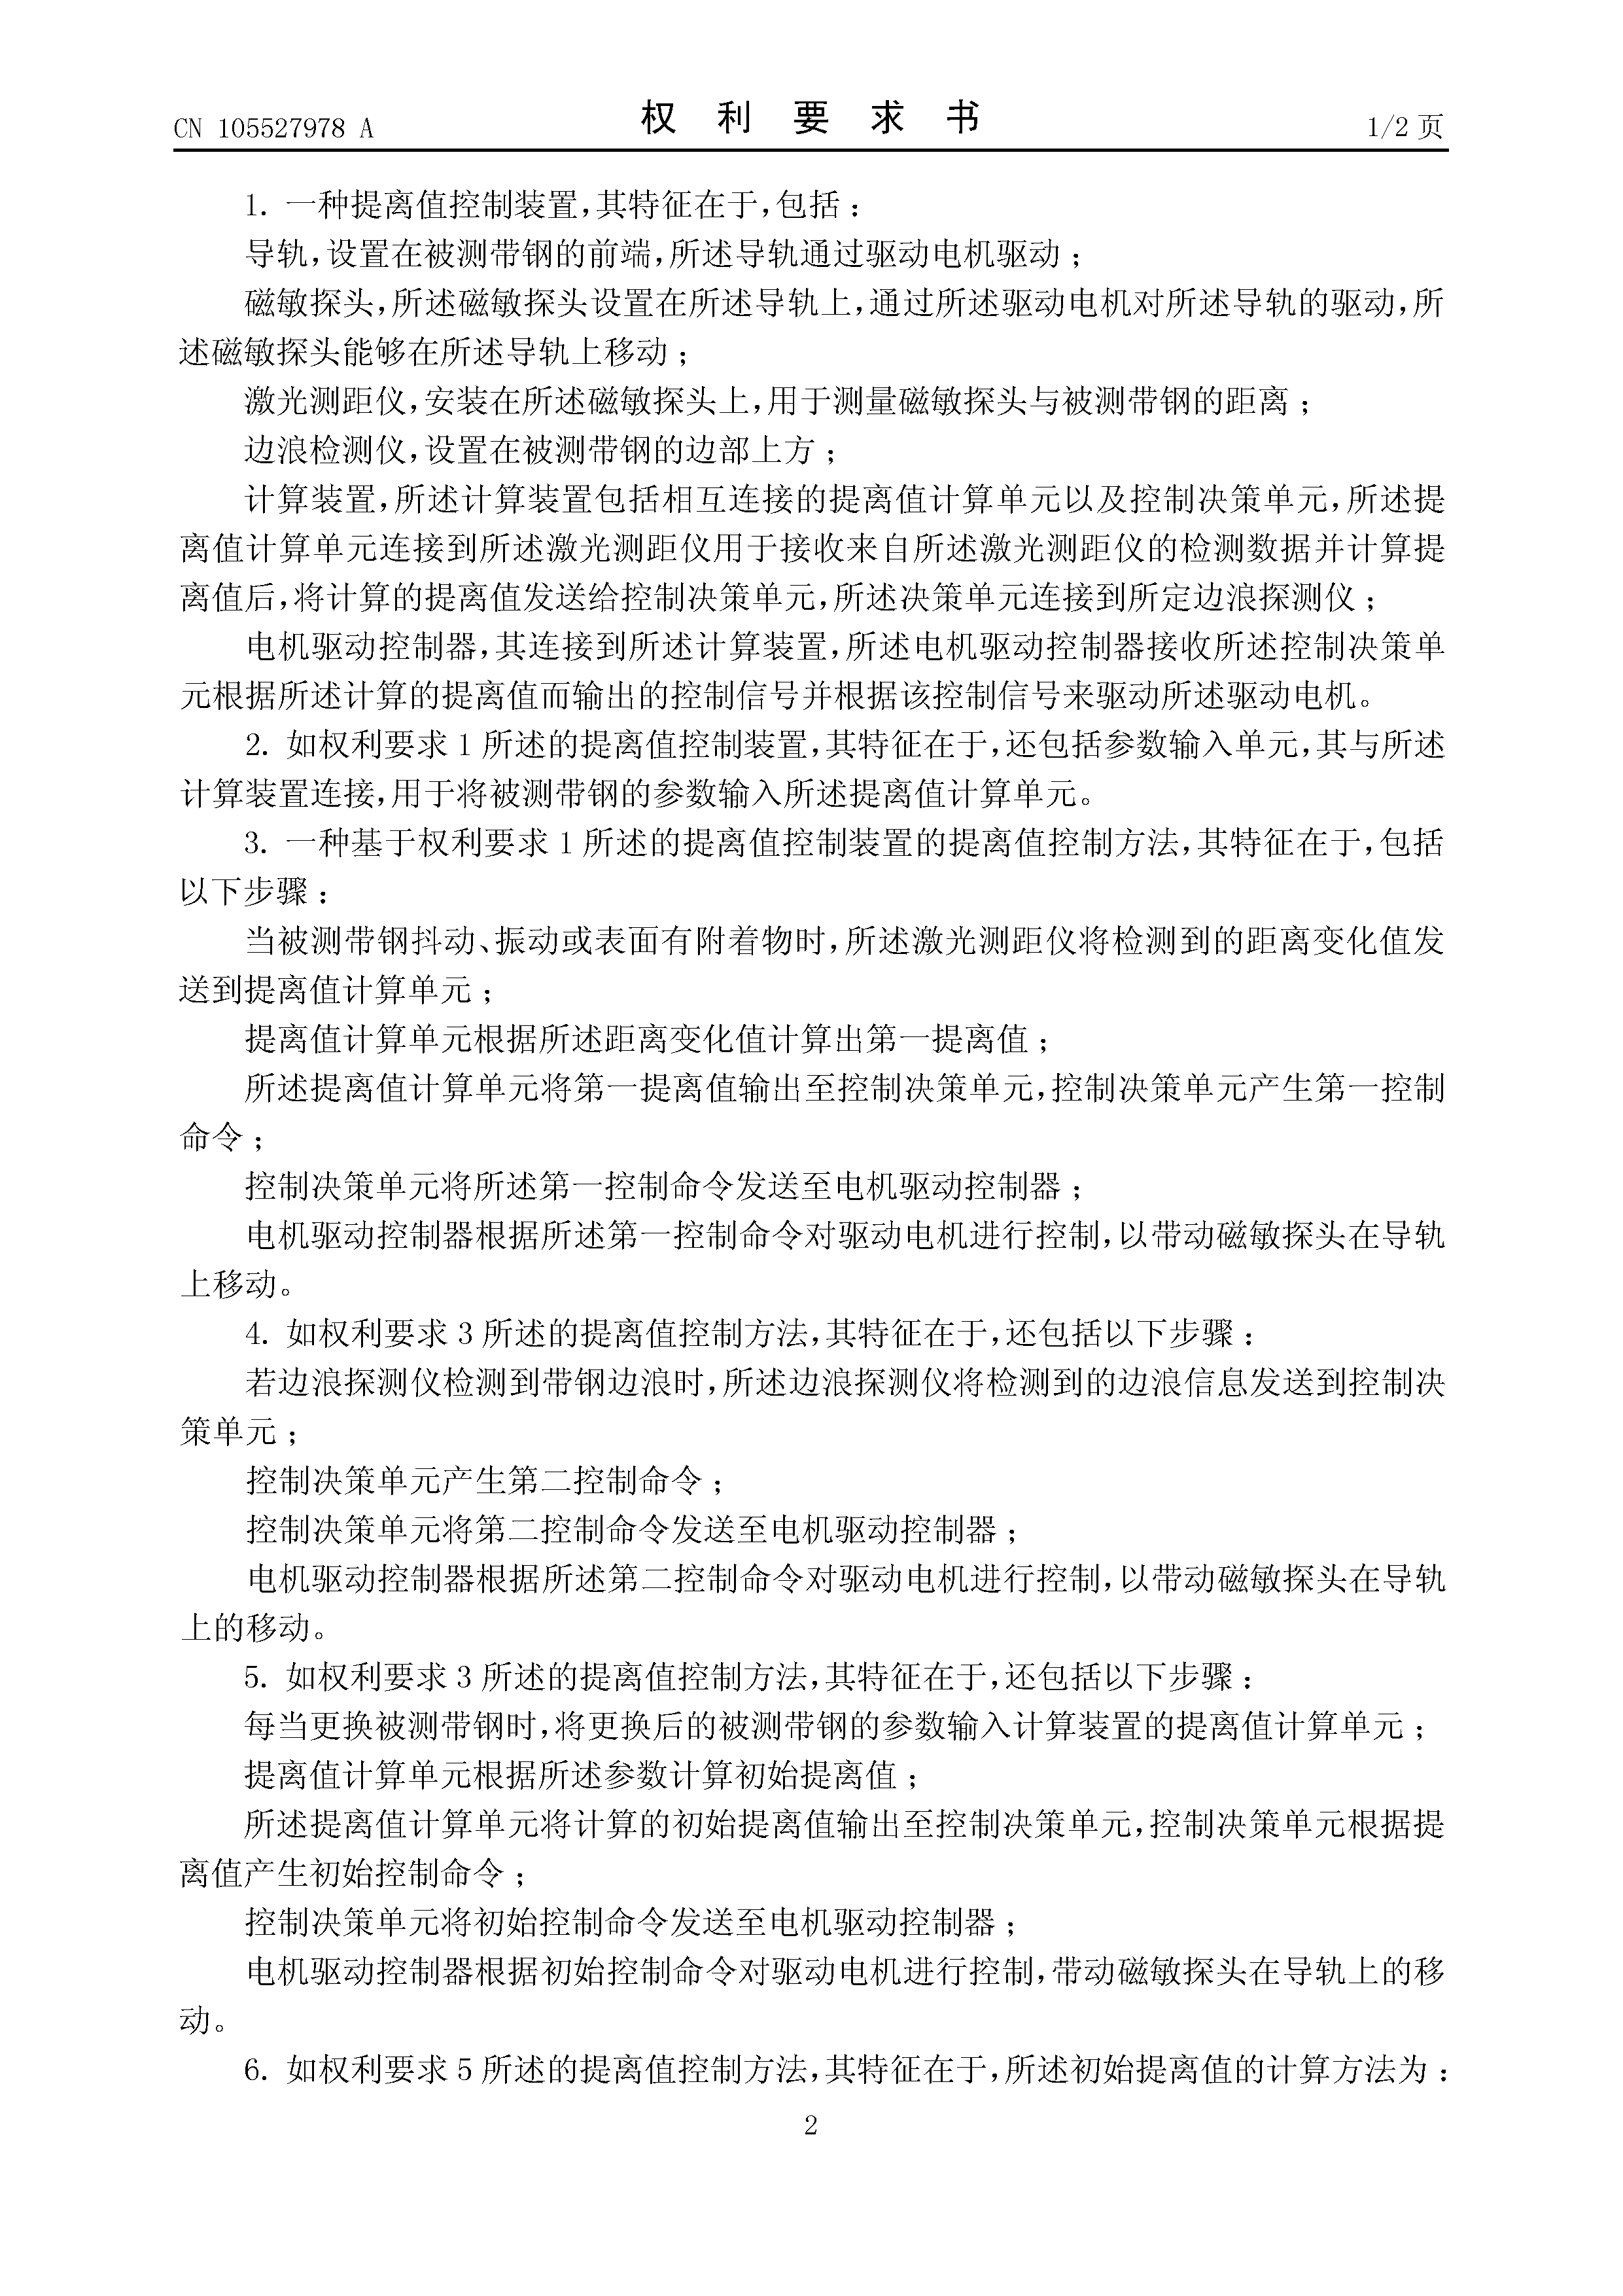 CN 105527978 A
权 利 要 求 书
1/2 页
1. 一种提离值控制装置,其特征在于,包括：
导轨,设置在被测带钢的前端,所述导轨通过驱动电机驱动；
磁敏探头,所述磁敏探头设置在所述导轨上,通过所述驱动电机对所述导轨的驱动,所
述磁敏探头能够在所述导轨上移动；
激光测距仪,安装在所述磁敏探头上,用于测量磁敏探头与被测带钢的距离；
边浪检测仪,设置在被测带钢的边部上方；
计算装置,所述计算装置包括相互连接的提离值计算单元以及控制决策单元,所述提
离值计算单元连接到所述激光测距仪用于接收来自所述激光测距仪的检测数据并计算提
离值后,将计算的提离值发送给控制决策单元,所述决策单元连接到所定边浪探测仪；
电机驱动控制器,其连接到所述计算装置,所述电机驱动控制器接收所述控制决策单
元根据所述计算的提离值而输出的控制信号并根据该控制信号来驱动所述驱动电机。
2. 如权利要求 1 所述的提离值控制装置,其特征在于,还包括参数输入单元,其与所述
计算装置连接,用于将被测带钢的参数输入所述提离值计算单元。
3. 一种基于权利要求 1 所述的提离值控制装置的提离值控制方法,其特征在于,包括
以下步骤：
当被测带钢抖动、振动或表面有附着物时,所述激光测距仪将检测到的距离变化值发
送到提离值计算单元；
提离值计算单元根据所述距离变化值计算出第一提离值；
所述提离值计算单元将第一提离值输出至控制决策单元,控制决策单元产生第一控制
命令；
控制决策单元将所述第一控制命令发送至电机驱动控制器；
电机驱动控制器根据所述第一控制命令对驱动电机进行控制,以带动磁敏探头在导轨
上移动。
4. 如权利要求 3 所述的提离值控制方法,其特征在于,还包括以下步骤：
若边浪探测仪检测到带钢边浪时,所述边浪探测仪将检测到的边浪信息发送到控制决
策单元；
控制决策单元产生第二控制命令；
控制决策单元将第二控制命令发送至电机驱动控制器；
电机驱动控制器根据所述第二控制命令对驱动电机进行控制,以带动磁敏探头在导轨
上的移动。
5. 如权利要求 3 所述的提离值控制方法,其特征在于,还包括以下步骤：
每当更换被测带钢时,将更换后的被测带钢的参数输入计算装置的提离值计算单元；
提离值计算单元根据所述参数计算初始提离值；
所述提离值计算单元将计算的初始提离值输出至控制决策单元,控制决策单元根据提
离值产生初始控制命令；
控制决策单元将初始控制命令发送至电机驱动控制器；
电机驱动控制器根据初始控制命令对驱动电机进行控制,带动磁敏探头在导轨上的移
动。
6. 如权利要求 5 所述的提离值控制方法,其特征在于,所述初始提离值的计算方法为：
2